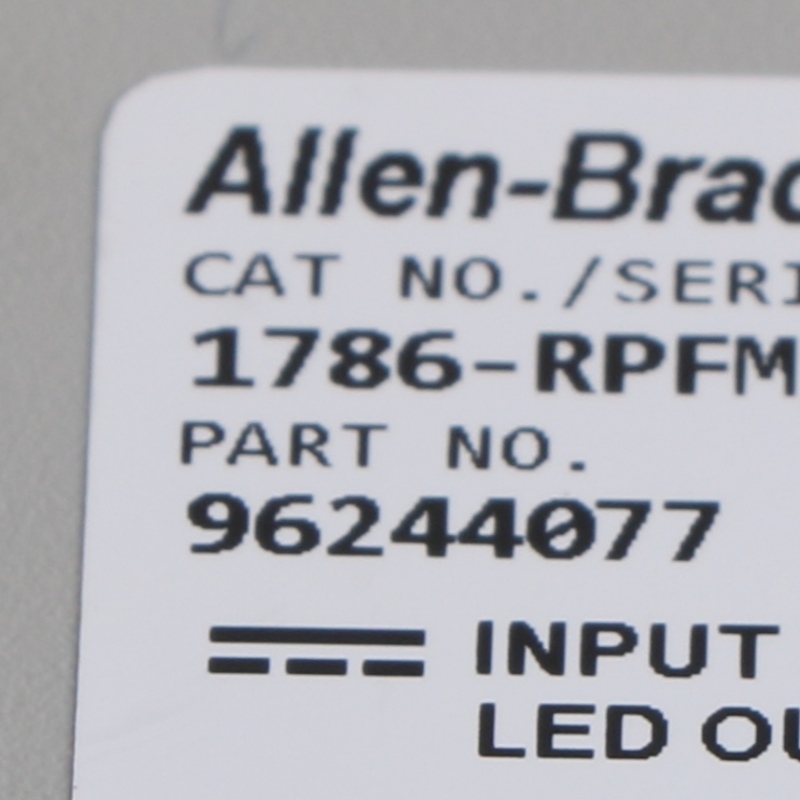 Allen-Brad
CAT NO./SERI
1786-RPFM
PART NO.
96244077
INPUT
LED OU